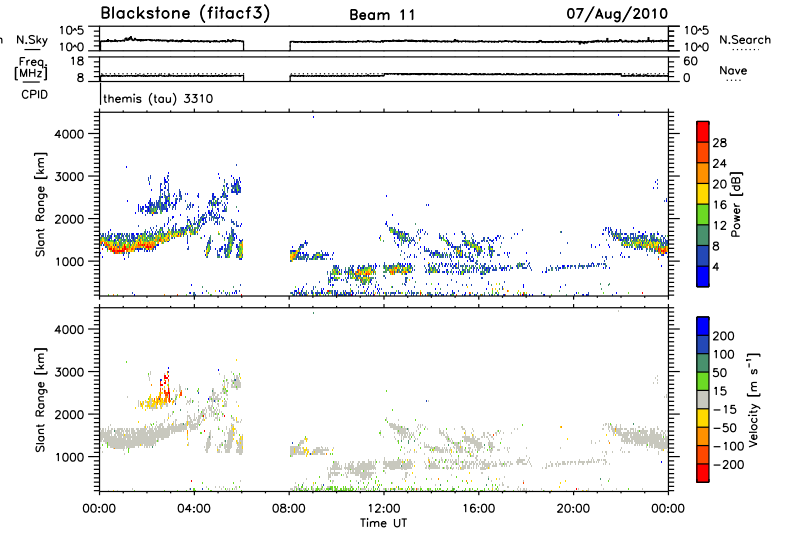 Blackstone (fitacf3)
Beam 11
07/Aug/2010
n N.Sky
10^5
10^0
10^5
10^0
N.Search
Freq.
[MHz]
18
8
60
0
Nave
CPID
themis (tau) 3310
Slant Range [km]
4000
3000
2000
1000
28
24
20
16
12
8
4
Power [dB]
Slant Range [km]
4000
3000
2000
1000
200
100
50
15
-15
-50
-100
-200
Velocity [m s⁻¹]
00:00 04:00 08:00 12:00 16:00 20:00 00:00
Time UT